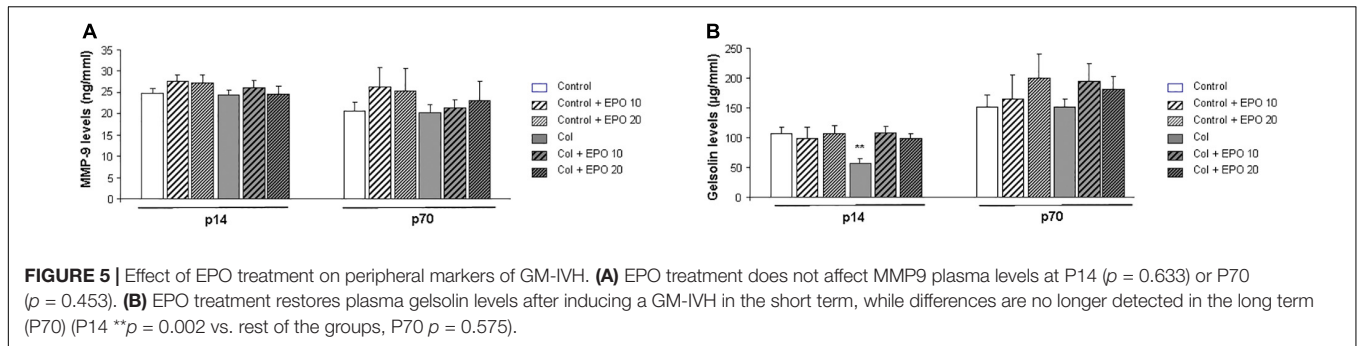 A
MMP-9 levels (ng/mml)
35
30
25
20
15
10
5
0
p14
p70
Control
Control + EPO 10
Control + EPO 20
Col
Col + EPO 10
Col + EPO 20
B
Gelsolin levels (µg/mml)
250
200
150
100
50
0
**
p14
p70
Control
Control + EPO 10
Control + EPO 20
Col
Col + EPO 10
Col + EPO 20
FIGURE 5 | Effect of EPO treatment on peripheral markers of GM-IVH. (A) EPO treatment does not affect MMP9 plasma levels at P14 (p = 0.633) or P70
(p = 0.453). (B) EPO treatment restores plasma gelsolin levels after inducing a GM-IVH in the short term, while differences are no longer detected in the long term
(P70) (P14 **p = 0.002 vs. rest of the groups, P70 p = 0.575).